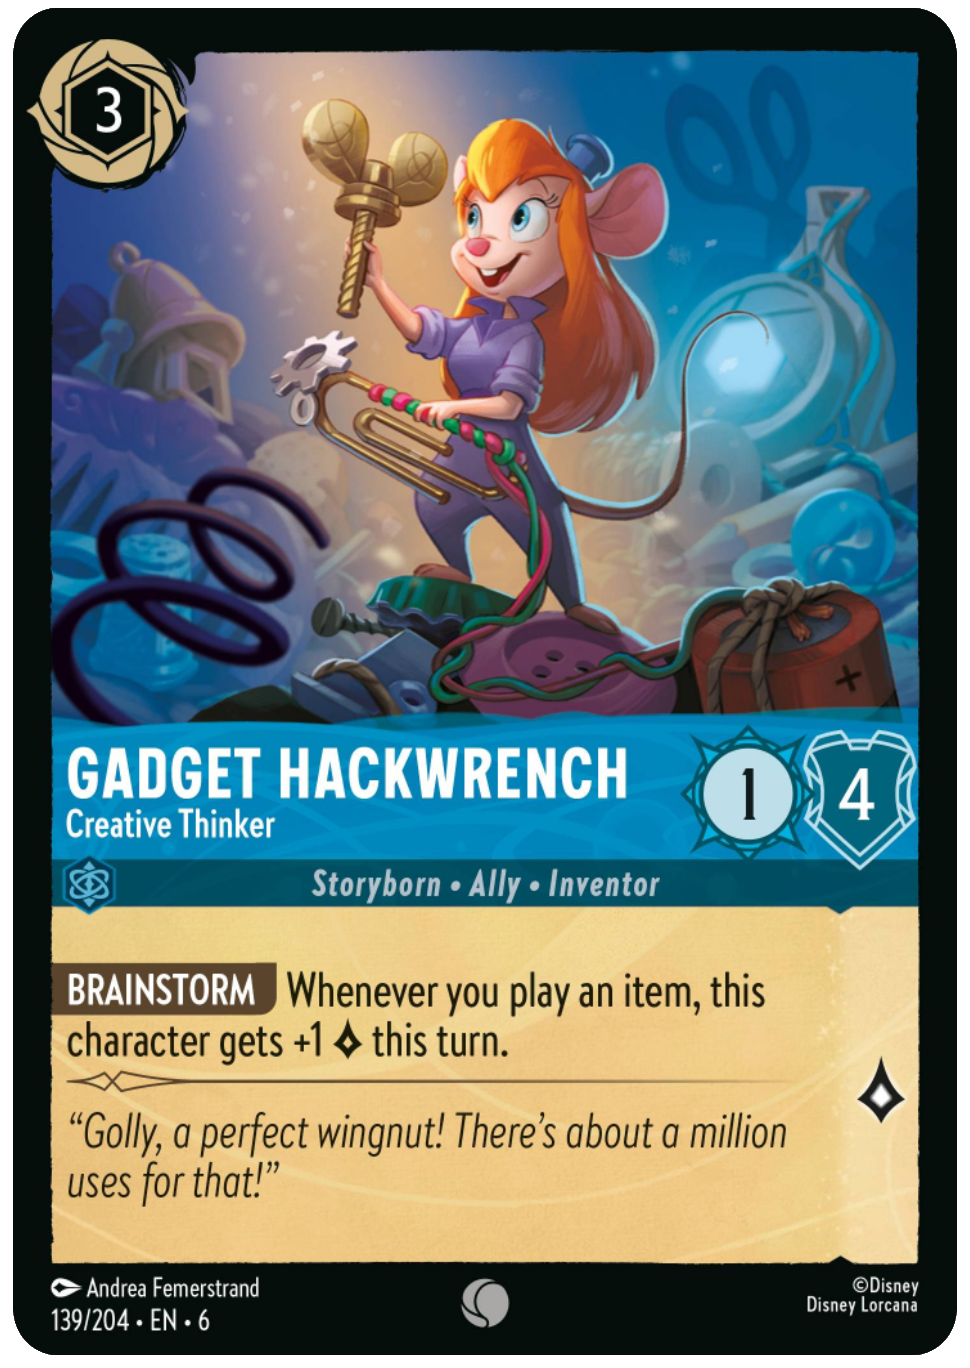 3
GADGET HACKWRENCH
Creative Thinker
1
4
Storyborn • Ally • Inventor
BRAINSTORM Whenever you play an item, this
character gets +1 this turn.
“Golly, a perfect wingnut! There’s about a million
uses for that!”
Andrea Femerstrand
139/204 • EN • 6
©Disney
Disney Lorcana